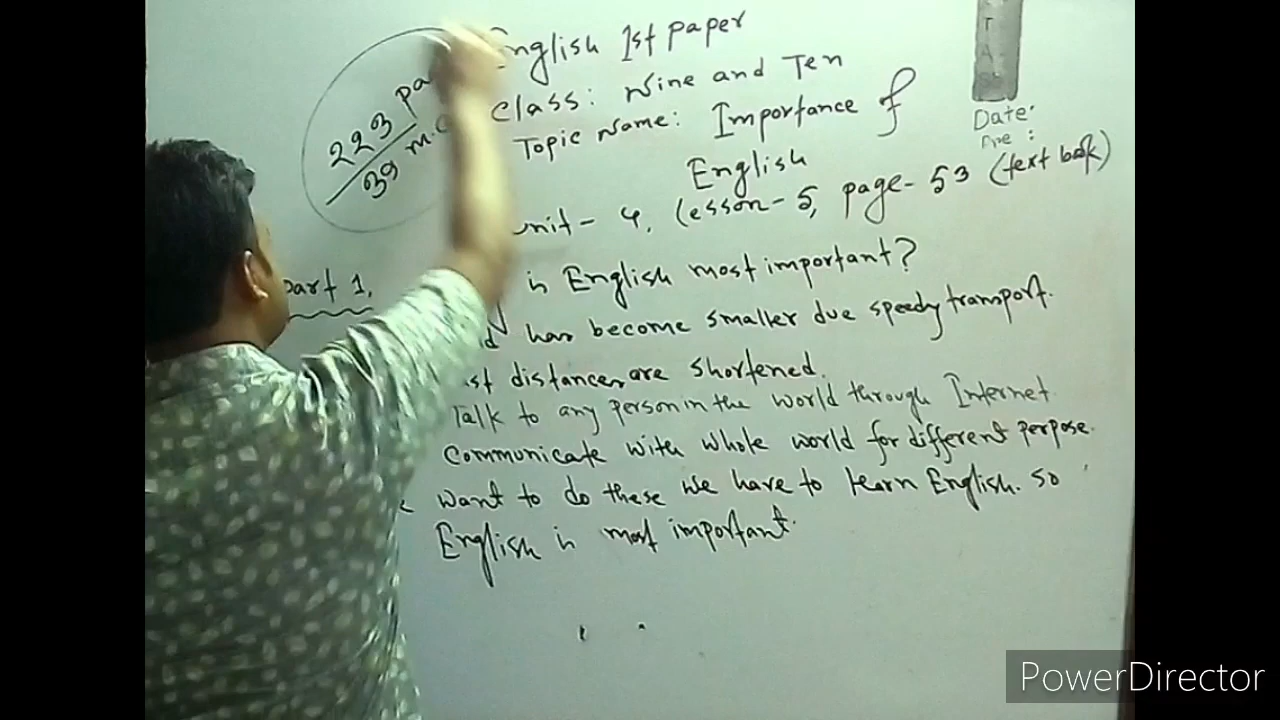 English 1st paper
Class: Nine and Ten
Topic Name: Importance of
English
unit- 4, Lesson-5, page-53 (text book)
223 pa
39 m.c
Date:
part 1.
is English most important?
has become smaller due speedy transport.
distances are shortened.
Talk to any person in the world through Internet.
Communicate with whole world for different perpose.
want to do these we have to learn English. so
English is most important.
PowerDirector